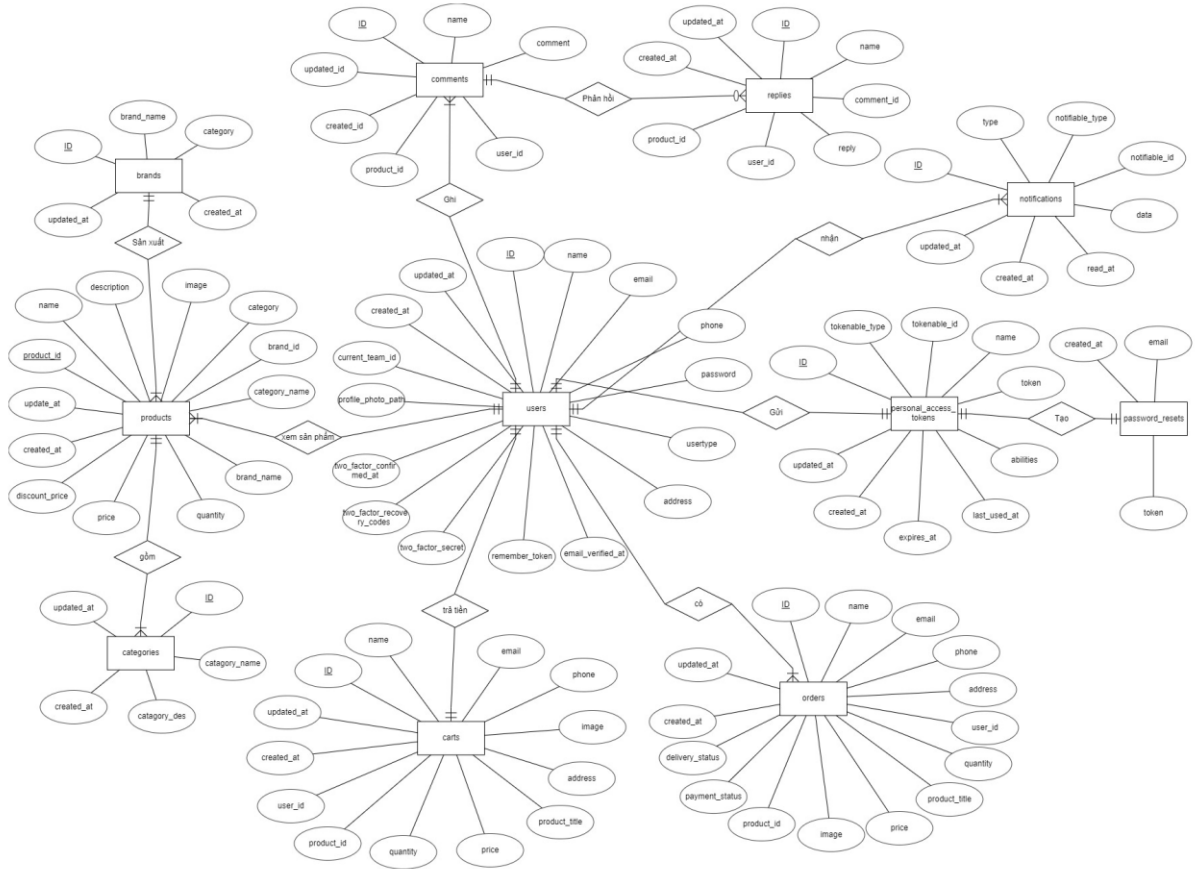 ID
name
comment
updated_id
comments
created_id
product_id
user_id
Phản hồi
updated_at
ID
created_at
name
replies
comment_id
product_id
user_id
reply
type
notifiable_type
ID
notifiable_id
notifications
data
updated_at
created_at
read_at
nhận
brand_name
category
ID
brands
updated_at
created_at
Sản xuất
Ghi
description
image
name
category
product_id
brand_id
update_at
category_name
products
created_at
brand_name
discount_price
price
quantity
xem sản phẩm
gồm
updated_at
ID
categories
catagory_name
created_at
catagory_des
ID
name
updated_at
email
created_at
phone
current_team_id
password
profile_photo_path
users
usertype
two_factor_confir
med_at
address
two_factor_recove
ry_codes
two_factor_secret
remember_token
email_verified_at
Gửi
tokenable_type
tokenable_id
name
ID
token
personal_access_
tokens
abilities
updated_at
created_at
last_used_at
expires_at
Tạo
created_at
email
password_resets
token
trả tiền
name
email
ID
phone
updated_at
image
carts
created_at
address
user_id
product_title
product_id
quantity
price
có
ID
name
email
updated_at
phone
address
orders
created_at
user_id
delivery_status
quantity
payment_status
product_title
product_id
image
price